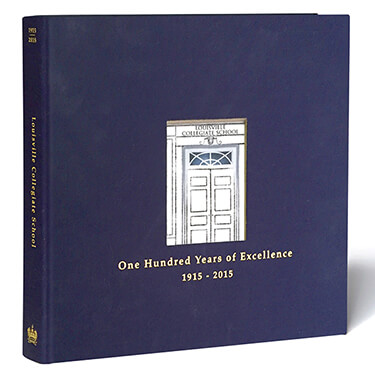 1915
2015
Louisville Collegiate School
LOUISVILLE
COLLEGIATE SCHOOL
One Hundred Years of Excellence
1915 - 2015